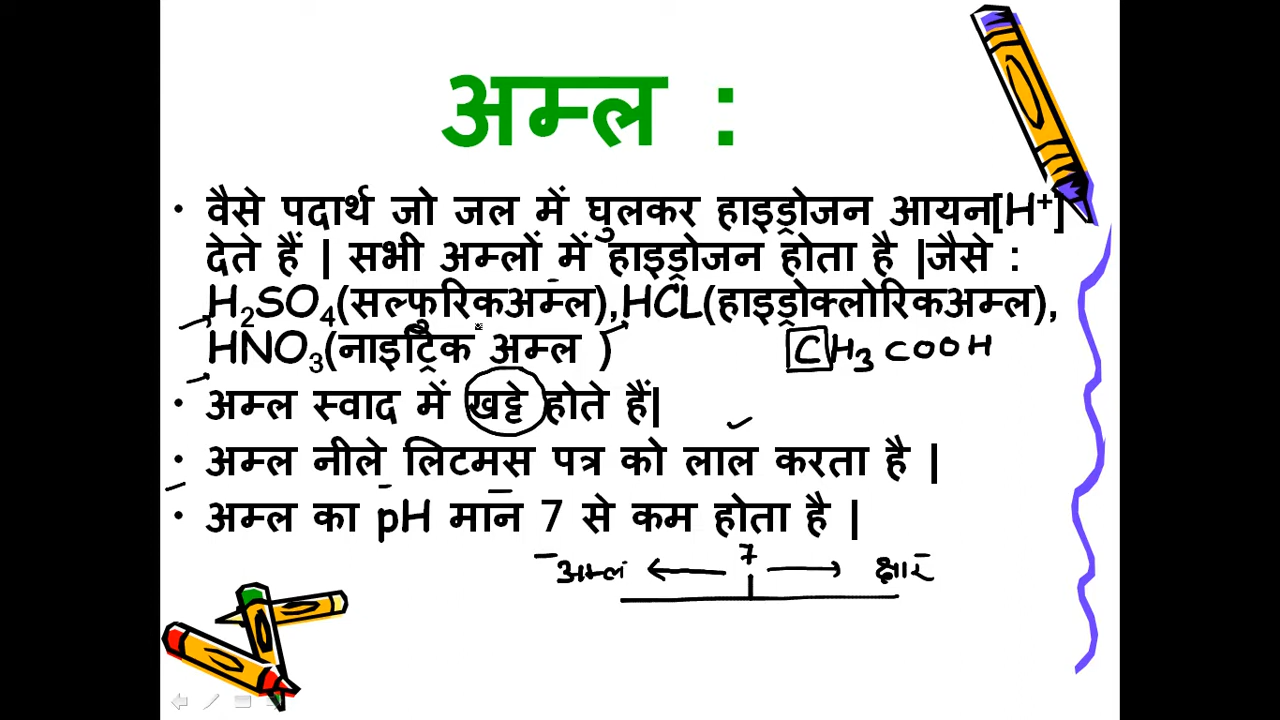 अम्ल :
• वैसे पदार्थ जो जल में घुलकर हाइड्रोजन आयन[H⁺]
देते हैं | सभी अम्लों में हाइड्रोजन होता है |जैसे :
H₂SO₄(सल्फुरिकअम्ल),HCL(हाइड्रोक्लोरिकअम्ल),
HNO₃(नाइट्रिक अम्ल )
CH₃COOH
• अम्ल स्वाद में खट्टे होते हैं|
• अम्ल नीले लिटमस पत्र को लाल करता है |
• अम्ल का pH मान 7 से कम होता है |
अम्ल ← 7 → क्षार